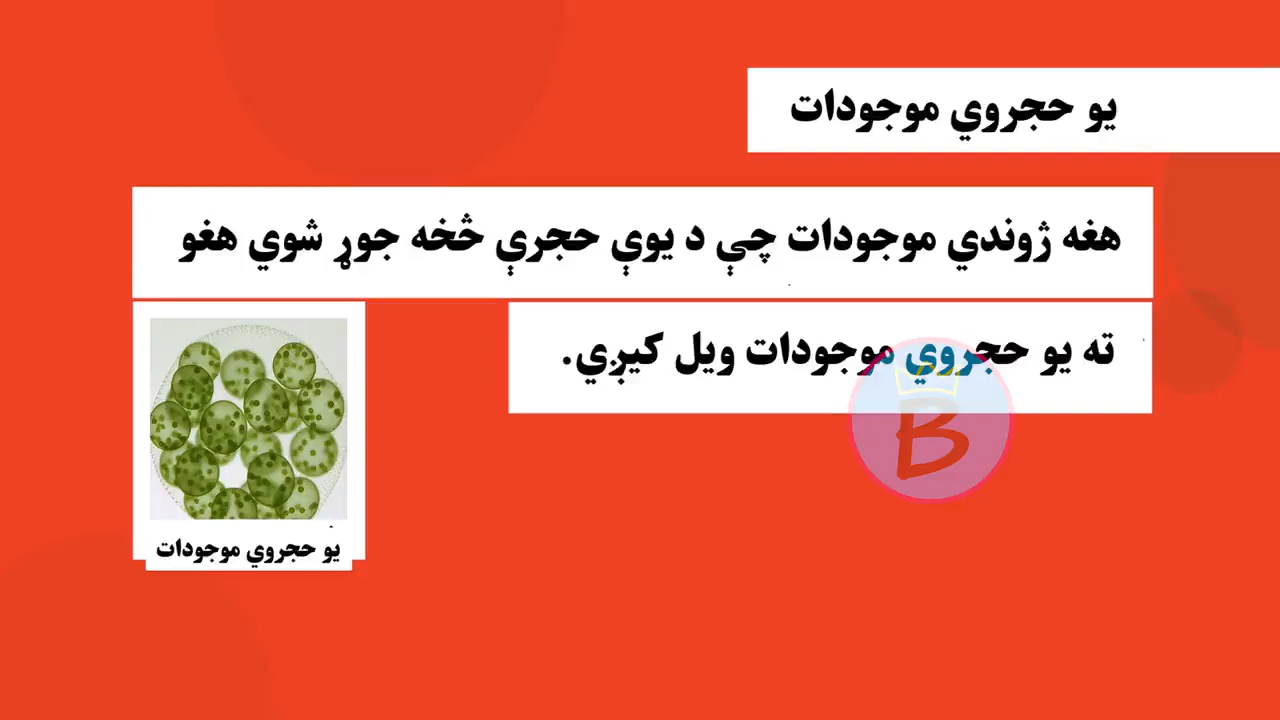 يو حجروي موجودات
هغه ژوندي موجودات چې د يوې حجرې څخه جوړ شوي هغو
ته يو حجروي موجودات ويل کيږي.
B
يو حجروي موجودات